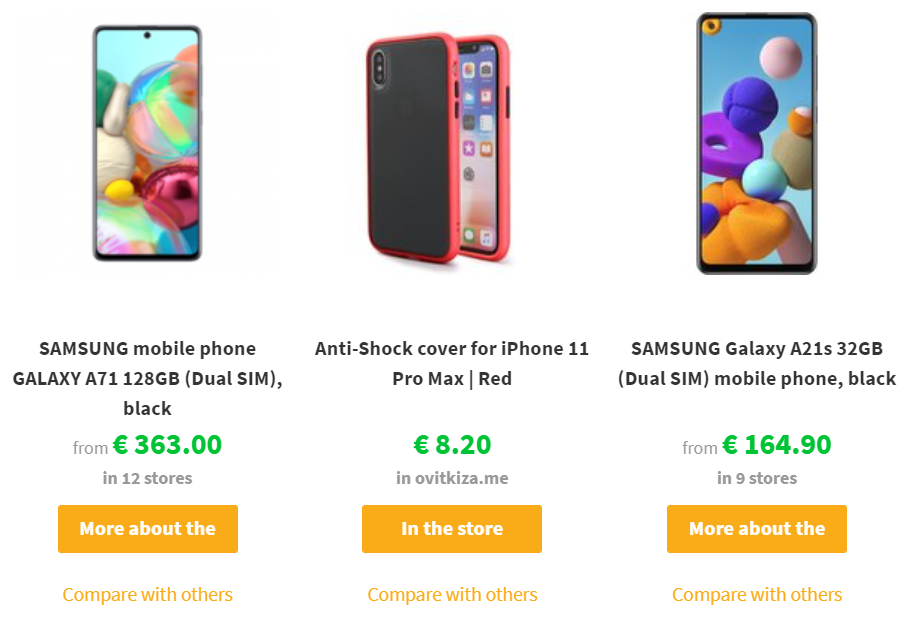 SAMSUNG mobile phone
GALAXY A71 128GB (Dual SIM),
black
from € 363.00
in 12 stores
More about the
Compare with others
Anti-Shock cover for iPhone 11
Pro Max | Red
€ 8.20
in ovitkiza.me
In the store
Compare with others
SAMSUNG Galaxy A21s 32GB
(Dual SIM) mobile phone, black
from € 164.90
in 9 stores
More about the
Compare with others